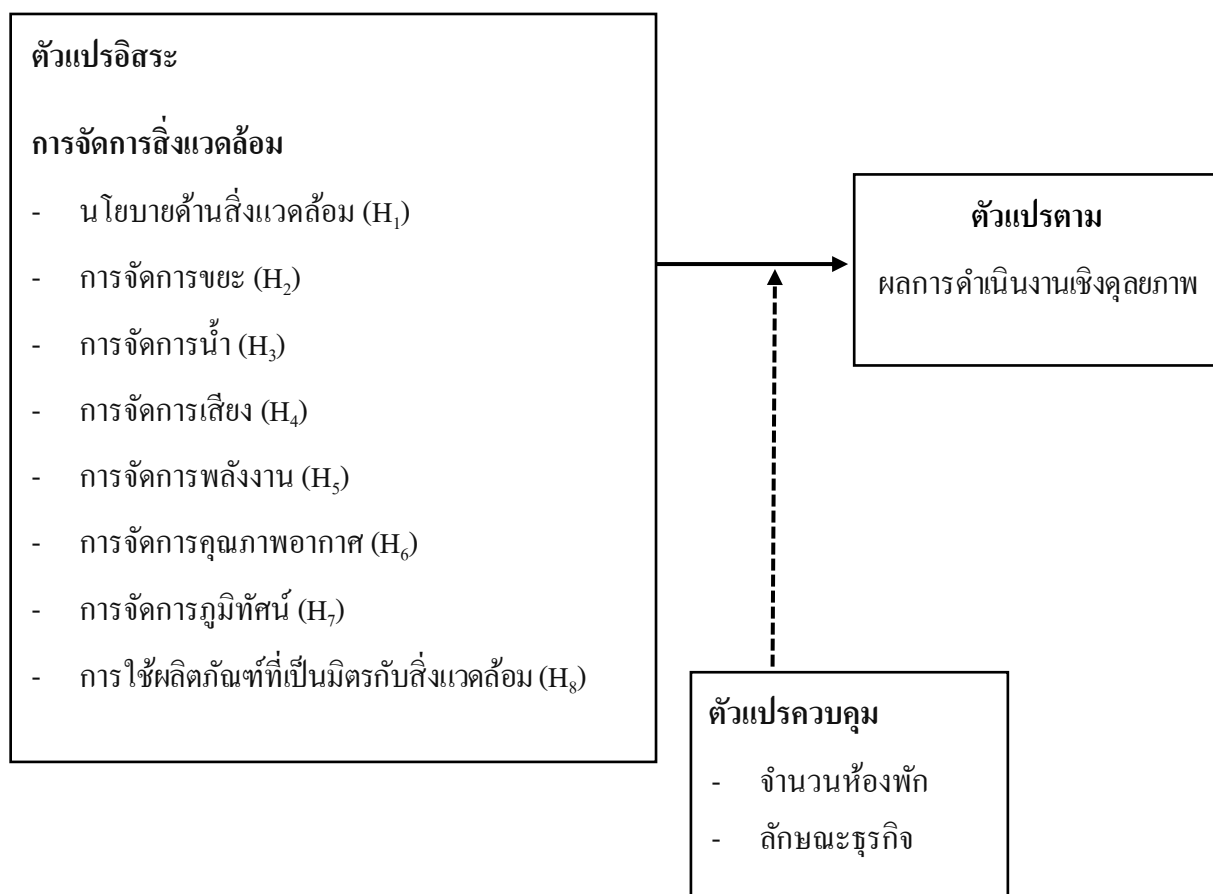 ตัวแปรอิสระ
การจัดการสิ่งแวดล้อม
- นโยบายด้านสิ่งแวดล้อม (H₁)
- การจัดการขยะ (H₂)
- การจัดการน้ำ (H₃)
- การจัดการเสียง (H₄)
- การจัดการพลังงาน (H₅)
- การจัดการคุณภาพอากาศ (H₆)
- การจัดการภูมิทัศน์ (H₇)
- การใช้ผลิตภัณฑ์ที่เป็นมิตรกับสิ่งแวดล้อม (H₈)
ตัวแปรตาม
ผลการดำเนินงานเชิงดุลยภาพ
ตัวแปรควบคุม
- จำนวนห้องพัก
- ลักษณะธุรกิจ